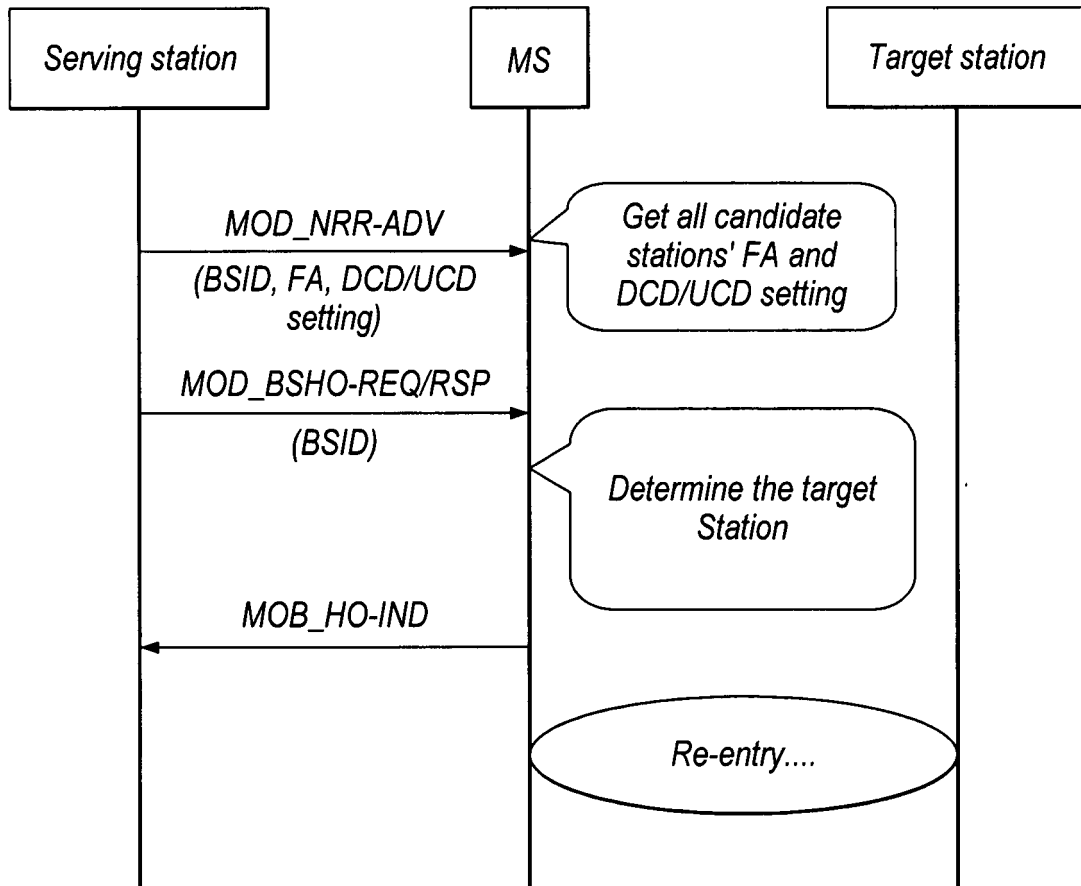 Serving station
MS
Target station
MOD_NRR-ADV
(BSID, FA, DCD/UCD
setting)
Get all candidate
stations' FA and
DCD/UCD setting
MOD_BSHO-REQ/RSP
(BSID)
Determine the target
Station
MOB_HO-IND
Re-entry....